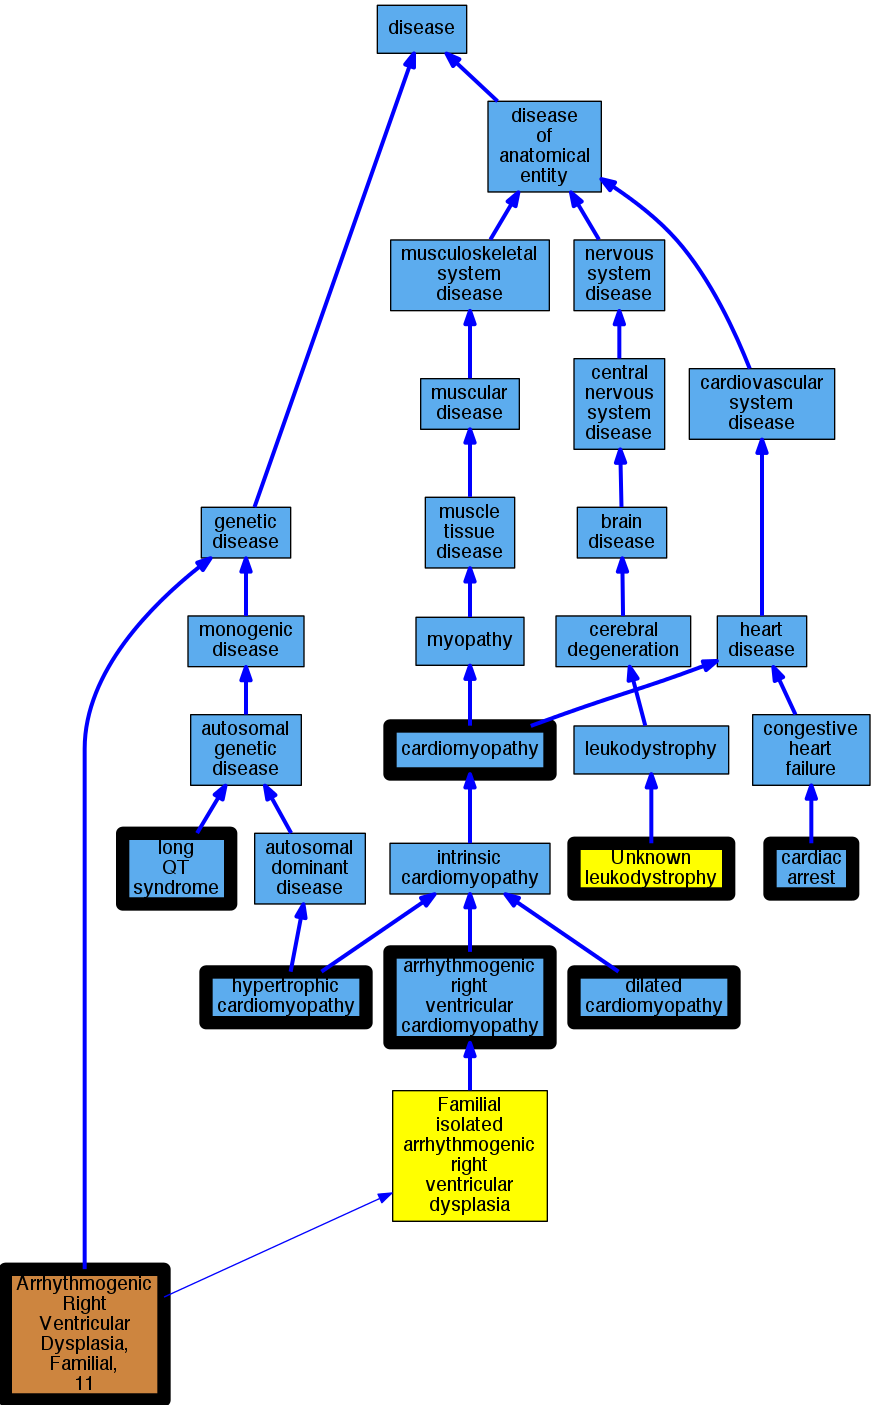 disease
disease
of
anatomical
entity
musculoskeletal
system
disease
nervous
system
disease
central
nervous
system
disease
cardiovascular
system
disease
muscular
disease
muscle
tissue
disease
genetic
disease
brain
disease
monogenic
disease
myopathy
cerebral
degeneration
heart
disease
autosomal
genetic
disease
cardiomyopathy
leukodystrophy
congestive
heart
failure
long
QT
syndrome
autosomal
dominant
disease
intrinsic
cardiomyopathy
Unknown
leukodystrophy
cardiac
arrest
hypertrophic
cardiomyopathy
arrhythmogenic
right
ventricular
cardiomyopathy
dilated
cardiomyopathy
Familial
isolated
arrhythmogenic
right
ventricular
dysplasia
Arrhythmogenic
Right
Ventricular
Dysplasia,
Familial,
11